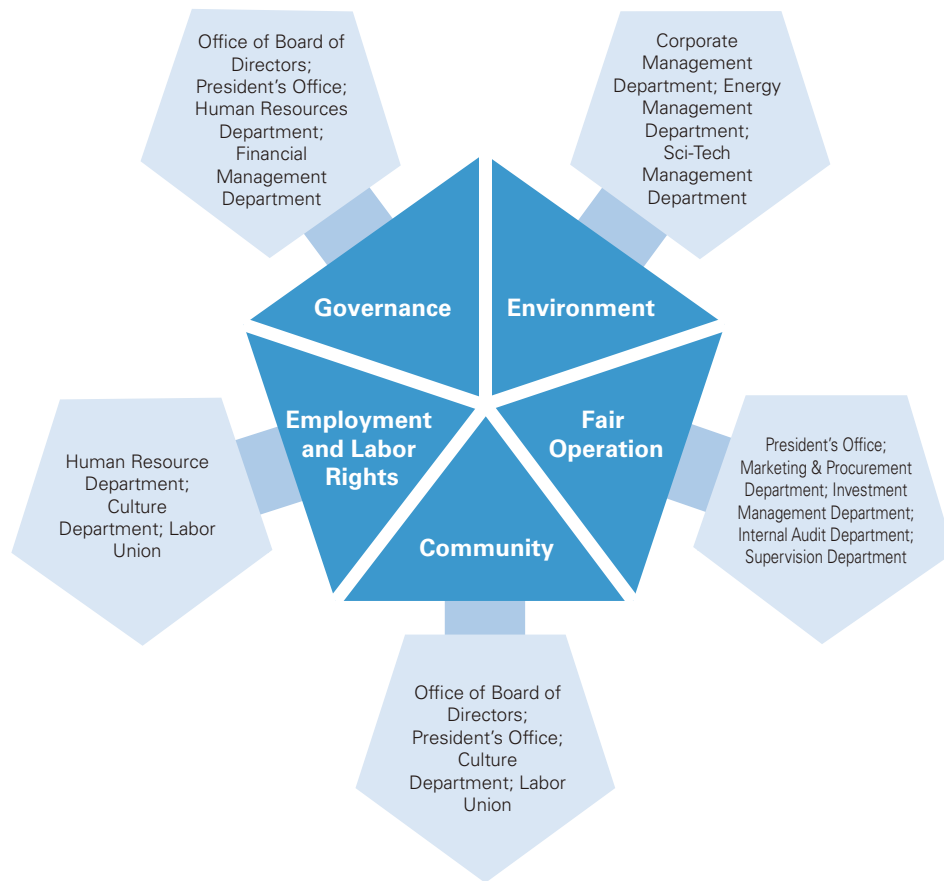 Office of Board of
Directors;
President's Office;
Human Resources
Department;
Financial
Management
Department
Corporate
Management
Department; Energy
Management
Department;
Sci-Tech
Management
Department
Governance
Environment
Employment
and Labor
Rights
Fair
Operation
Community
Human Resource
Department;
Culture
Department; Labor
Union
President's Office;
Marketing & Procurement
Department; Investment
Management Department;
Internal Audit Department;
Supervision Department
Office of Board of
Directors;
President's Office;
Culture
Department; Labor
Union